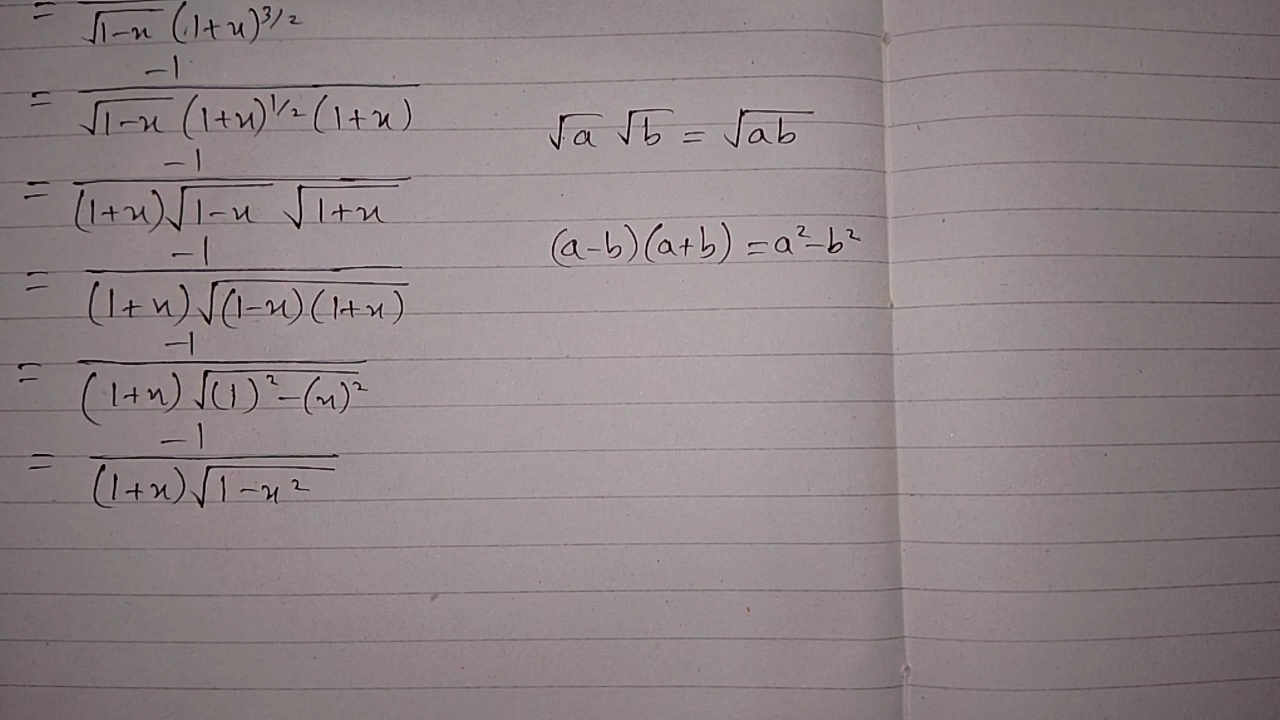 = √1-x (1+x)^3/2
-1
= √1-x (1+x)^1/2 (1+x)
-1
= (1+x)√1-x √1+x
-1
= (1+x)√(1-x)(1+x)
-1
= (1+x)√(1)²-(x)²
-1
= (1+x)√1-x²
√a √b = √ab
(a-b)(a+b) = a²-b²